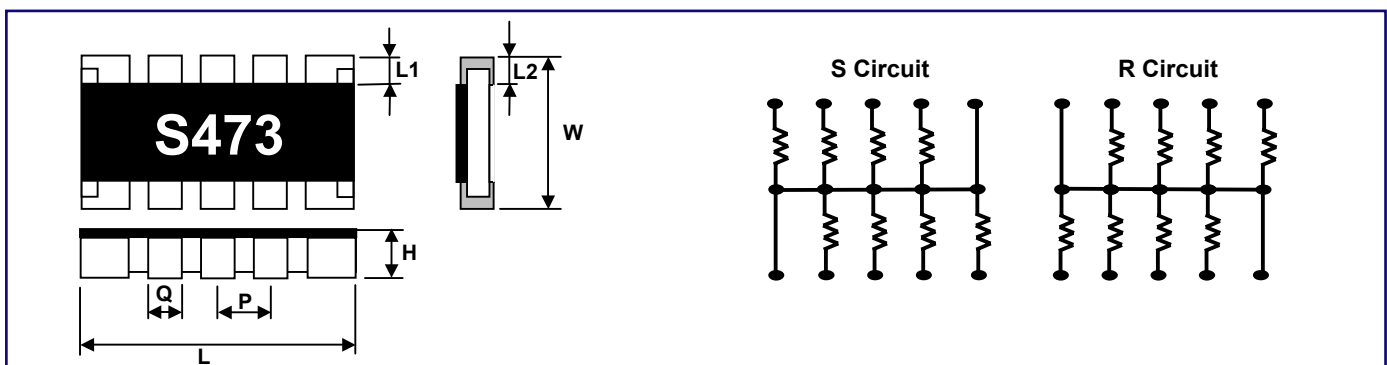 L1
L2
S Circuit
R Circuit
S473
W
H
Q
P
L